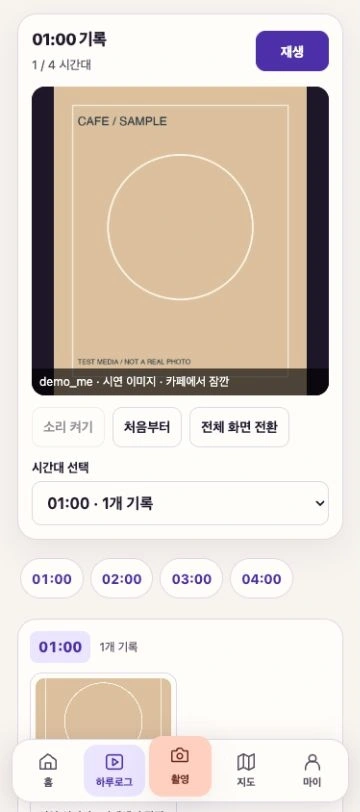 01:00 기록
1 / 4 시간대
재생
CAFE / SAMPLE
TEST MEDIA / NOT A REAL PHOTO
demo_me · 시연 이미지 · 카페에서 잠깐
소리 켜기
처음부터
전체 화면 전환
시간대 선택
01:00 · 1개 기록
01:00
02:00
03:00
04:00
01:00
1개 기록
홈
하루로그
촬영
지도
마이